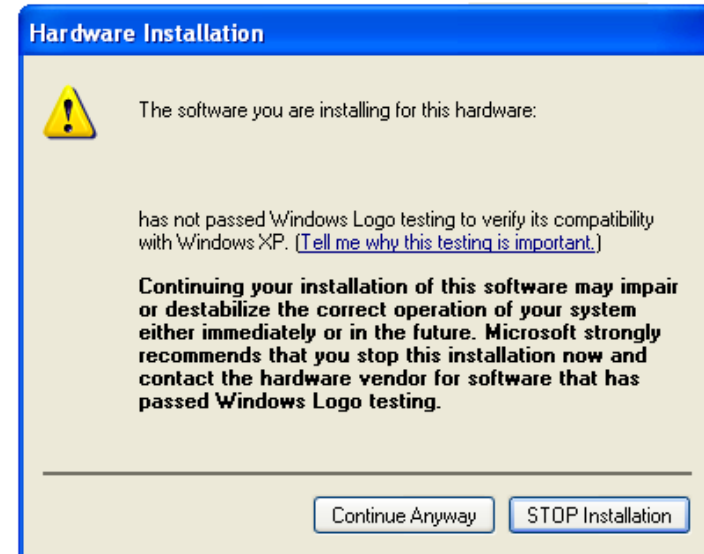 Hardware Installation
The software you are installing for this hardware:
has not passed Windows Logo testing to verify its compatibility
with Windows XP. (Tell me why this testing is important.)
Continuing your installation of this software may impair
or destabilize the correct operation of your system
either immediately or in the future. Microsoft strongly
recommends that you stop this installation now and
contact the hardware vendor for software that has
passed Windows Logo testing.
Continue Anyway STOP Installation